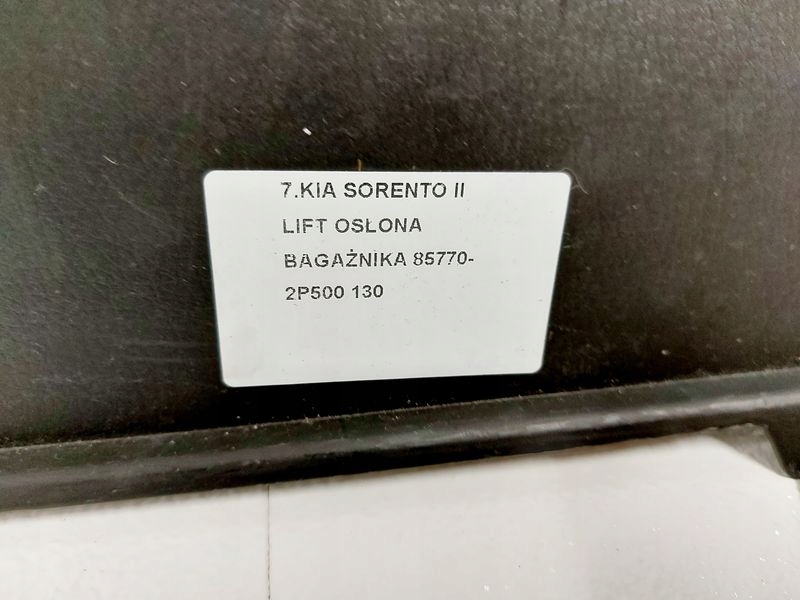 7.KIA SORENTO II
LIFT OSŁONA
BAGAŻNIKA 85770-
2P500 130